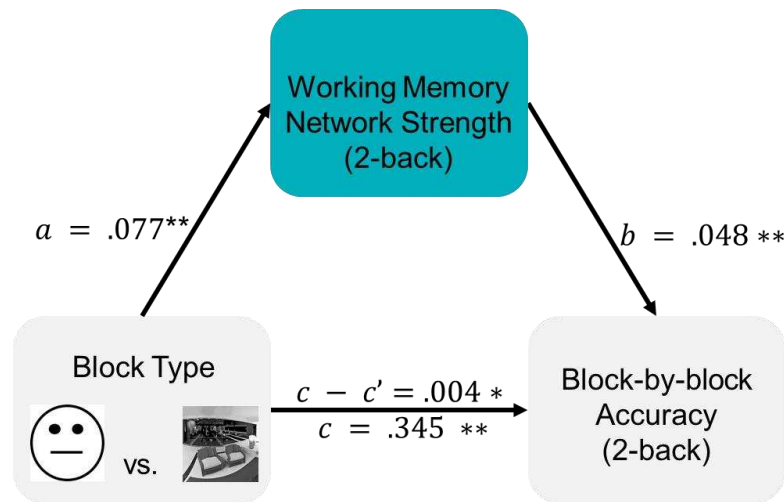 Working Memory
Network Strength
(2-back)
a = .077**
b = .048 **
Block Type
vs.
c − c’ = .004 *
c = .345 **
Block-by-block
Accuracy
(2-back)